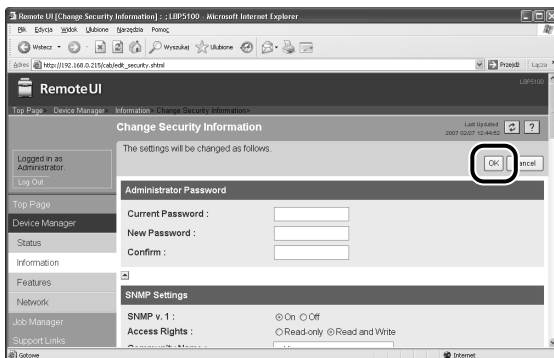 Remote UI [Change Security Information] : ; LBP5100 - Microsoft Internet Explorer
Plik Edycja Widok Ulubione Narzędzia Pomoc
Wstecz Wyszukaj Ulubione
Adres http://192.168.0.215/cab/edit_security.shtml Przejdź Łącza
RemoteUI
LBP5100
Top Page> Device Manager> Information> Change Security Information>
Change Security Information
Last Updated
2007 02/27 12:44:52
?
Logged in as
Administrator.
Log Out
The settings will be changed as follows.
OK
Top Page
Device Manager
Status
Information
Features
Network
Job Manager
Support Links
Administrator Password
Current Password :
New Password :
Confirm :
SNMP Settings
SNMP v. 1 : On Off
Access Rights : Read-only Read and Write
Gotowe
Internet